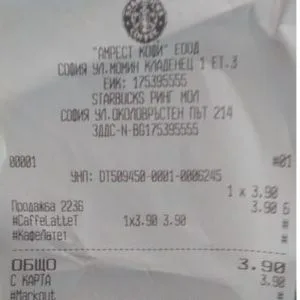 "АМРЕСТ КОФИ" ЕООД
СОФИЯ УЛ.МОМИН КЛАДЕНЕЦ 1 ЕТ.3
ЕИК: 175395555
STARBUCKS РИНГ МОЛ
СОФИЯ УЛ.ОКОЛОВРЪСТЕН ПЪТ 214
ЗДДС-N-BG175395555
00001 #01
УНП: DT509450-0001-0006245
1 x 3.90
Продажба 2236 3.90 Б
#CaffeLatteT 1x3.90 3.90 #
#КафеЛатет #
ОБЩО 3.90
С КАРТА 3.90
#Markout #